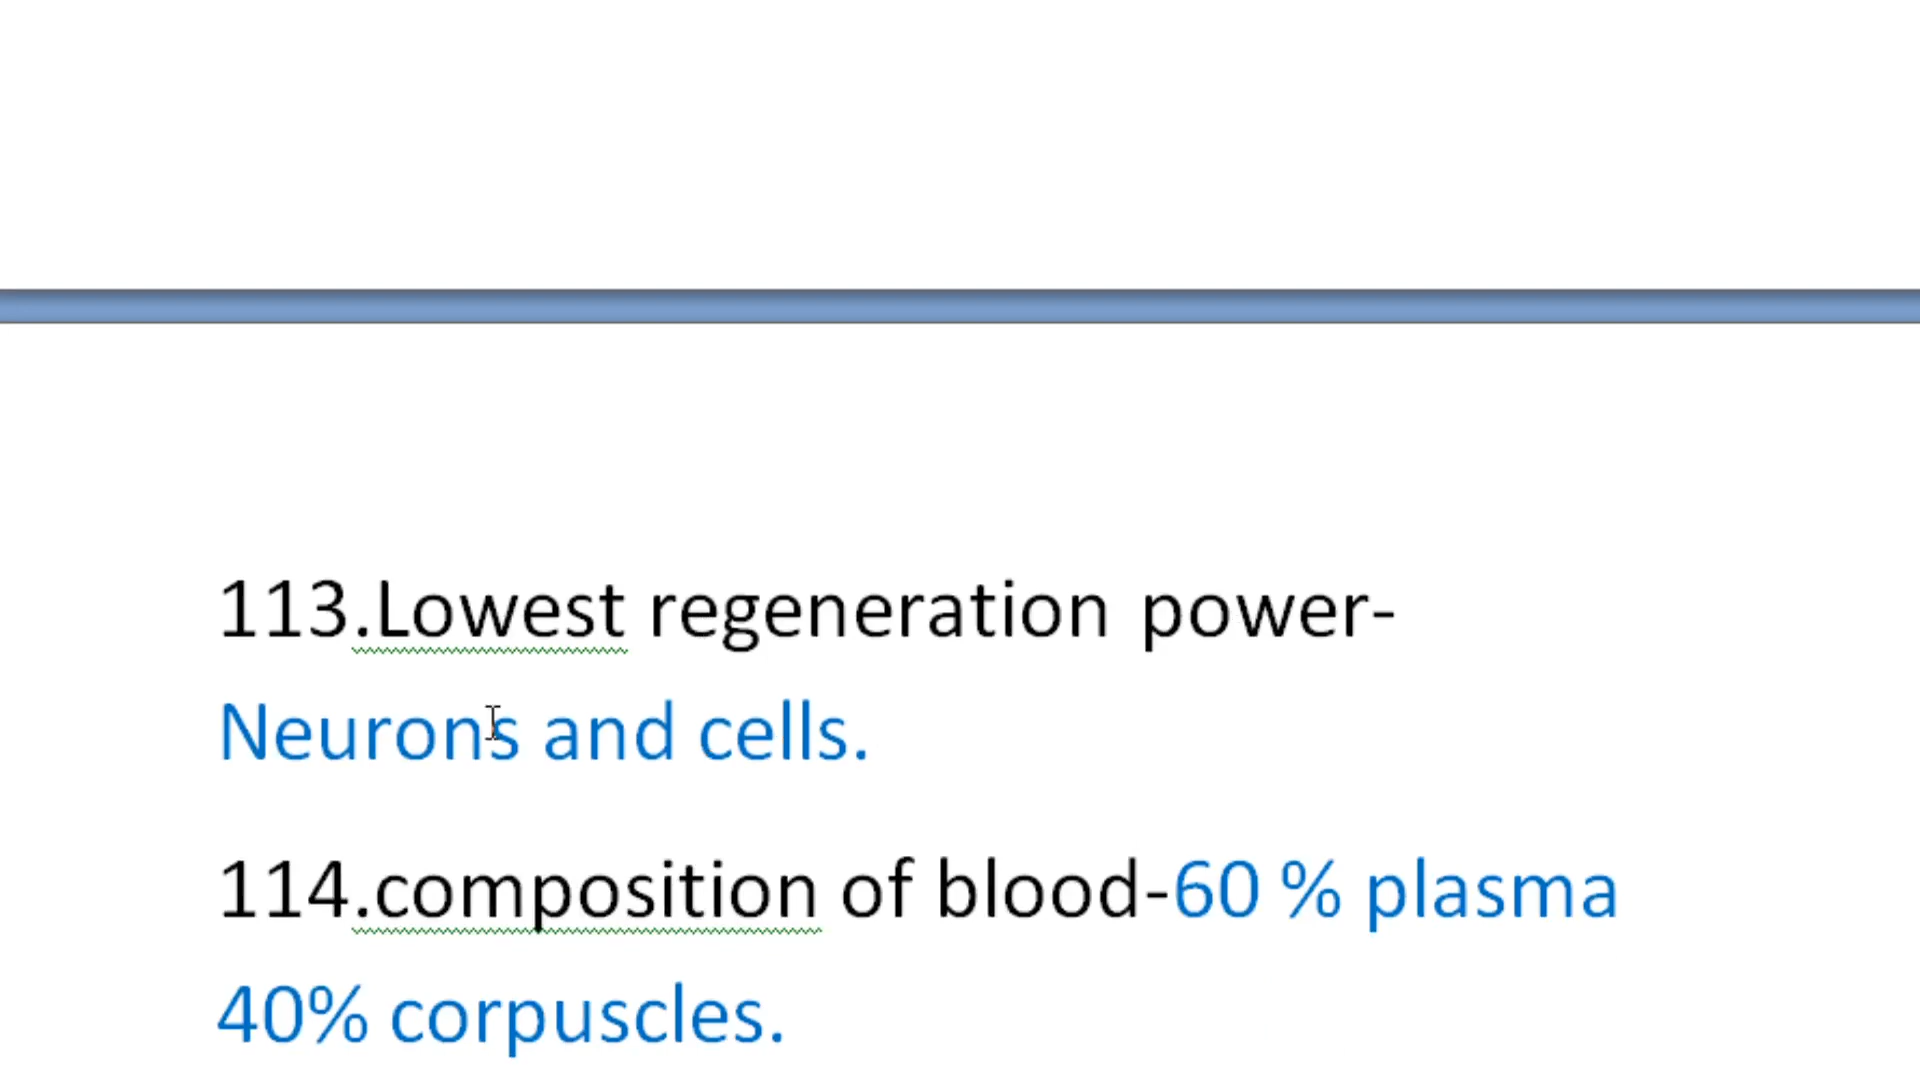 113.Lowest regeneration power-
Neurons and cells.
114.composition of blood-60 % plasma
40% corpuscles.